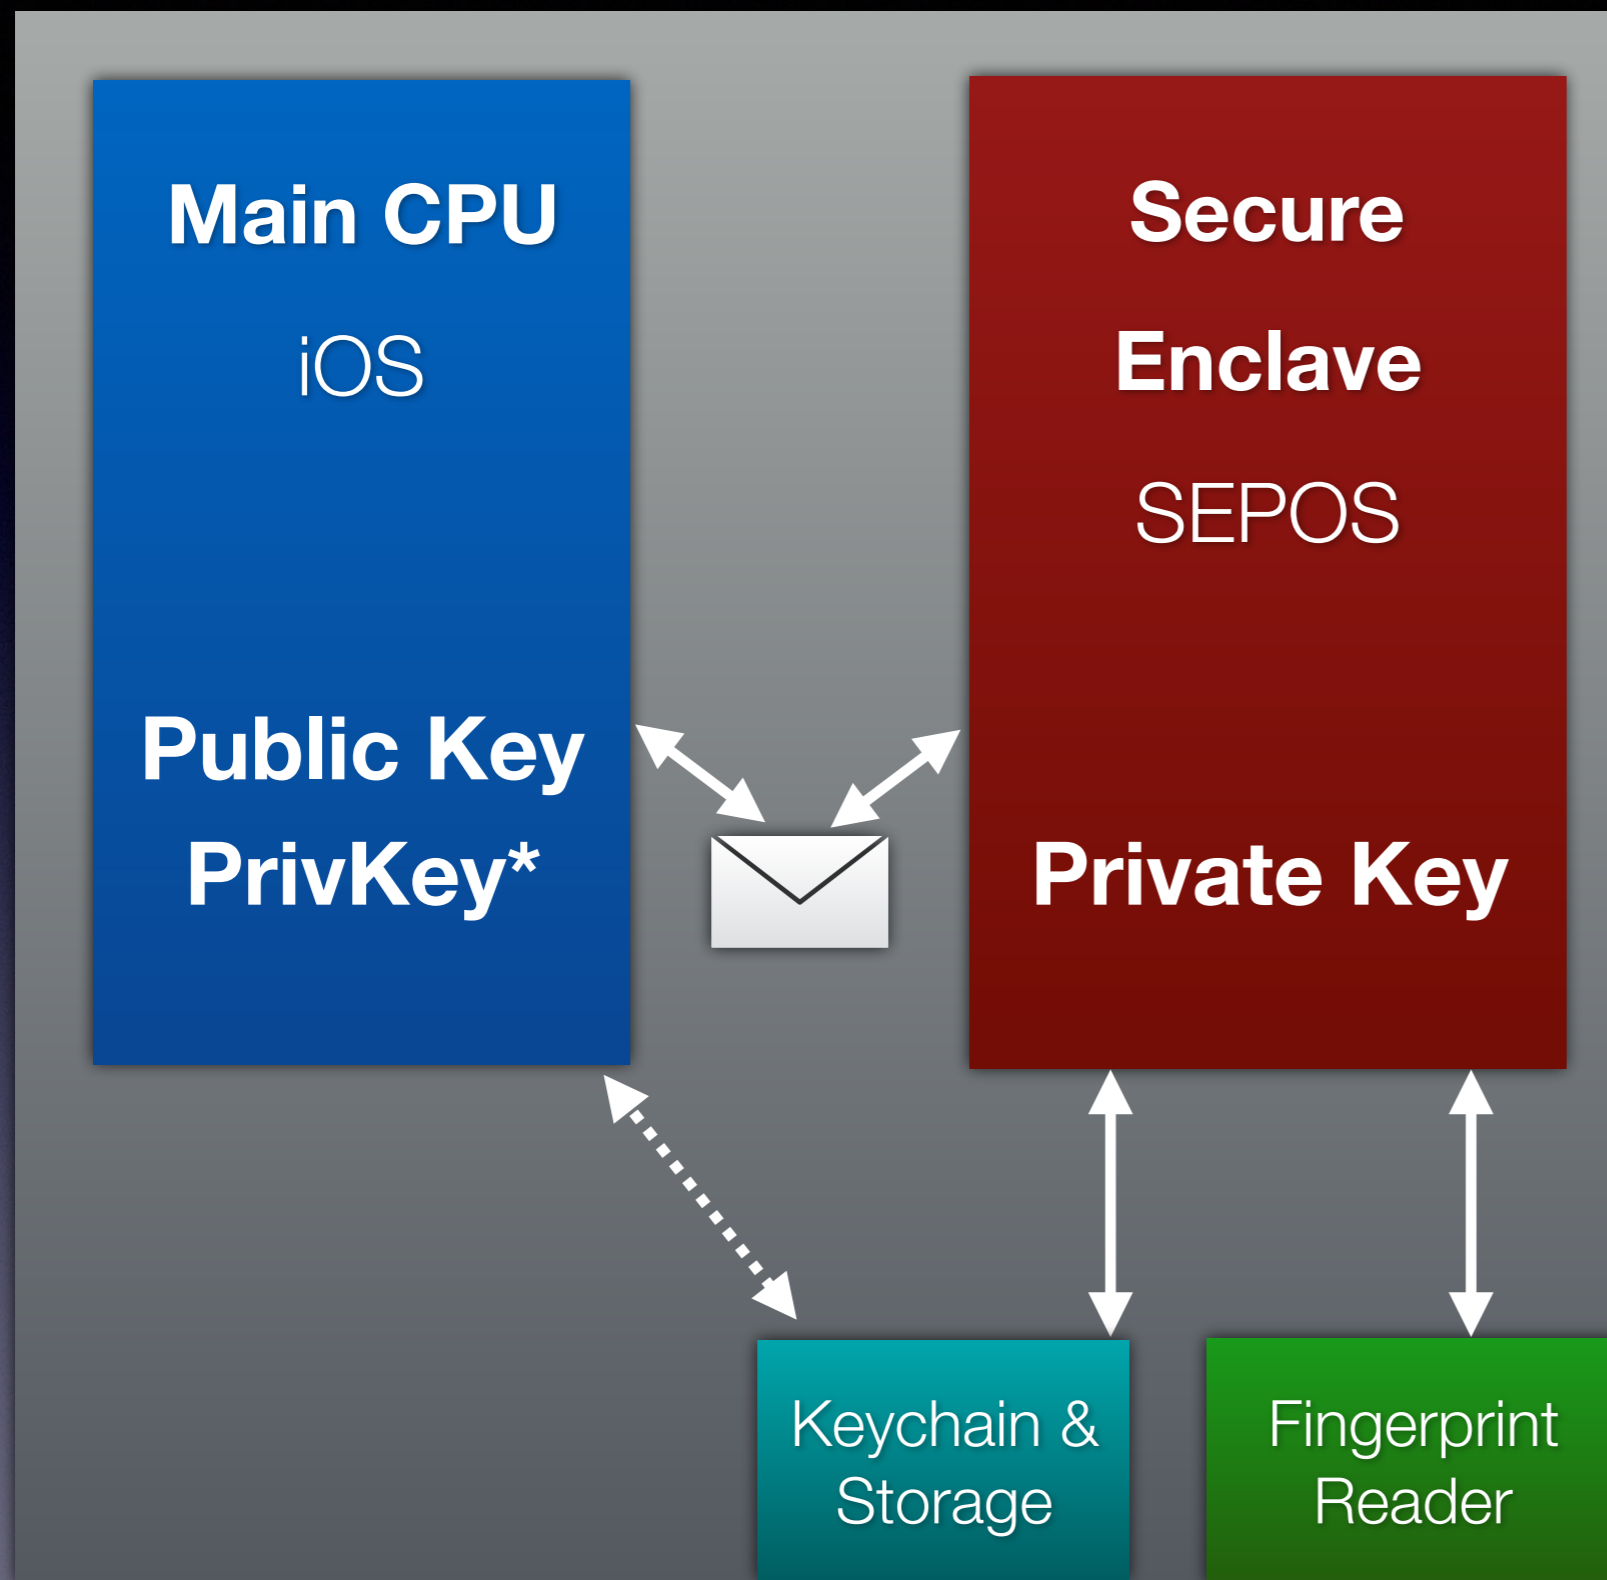 Main CPU
iOS
Public Key
PrivKey*
Secure
Enclave
SEPOS
Private Key
Keychain &
Storage
Fingerprint
Reader